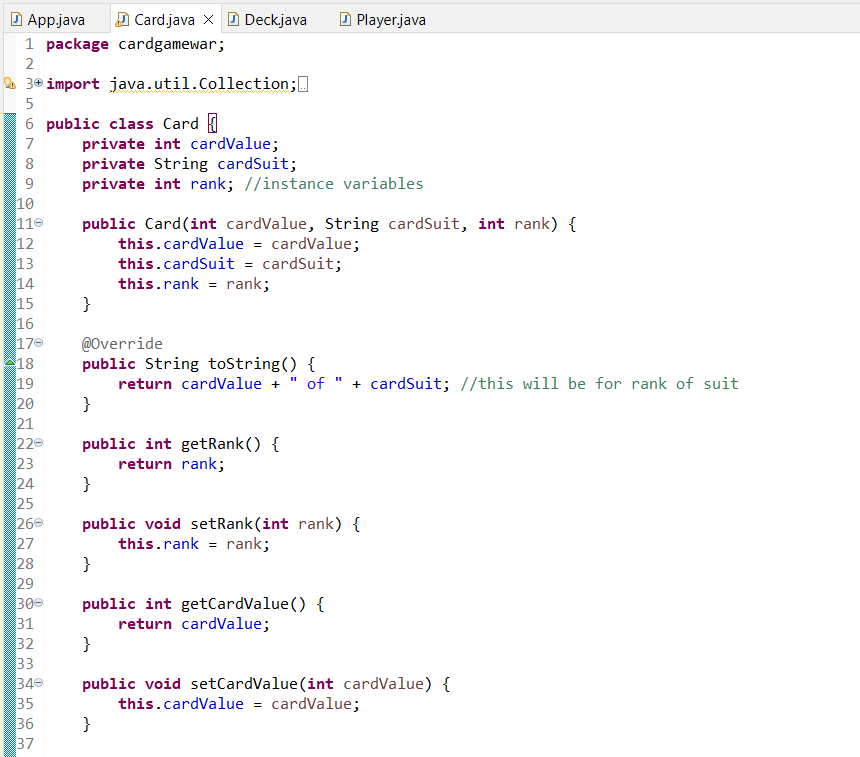 App.java Card.java Deck.java Player.java
1 package cardgamewar;
2
3 import java.util.Collection;
5
6 public class Card {
7     private int cardValue;
8     private String cardSuit;
9     private int rank; //instance variables
10
11     public Card(int cardValue, String cardSuit, int rank) {
12         this.cardValue = cardValue;
13         this.cardSuit = cardSuit;
14         this.rank = rank;
15     }
16
17     @Override
18     public String toString() {
19         return cardValue + " of " + cardSuit; //this will be for rank of suit
20     }
21
22     public int getRank() {
23         return rank;
24     }
25
26     public void setRank(int rank) {
27         this.rank = rank;
28     }
29
30     public int getCardValue() {
31         return cardValue;
32     }
33
34     public void setCardValue(int cardValue) {
35         this.cardValue = cardValue;
36     }
37